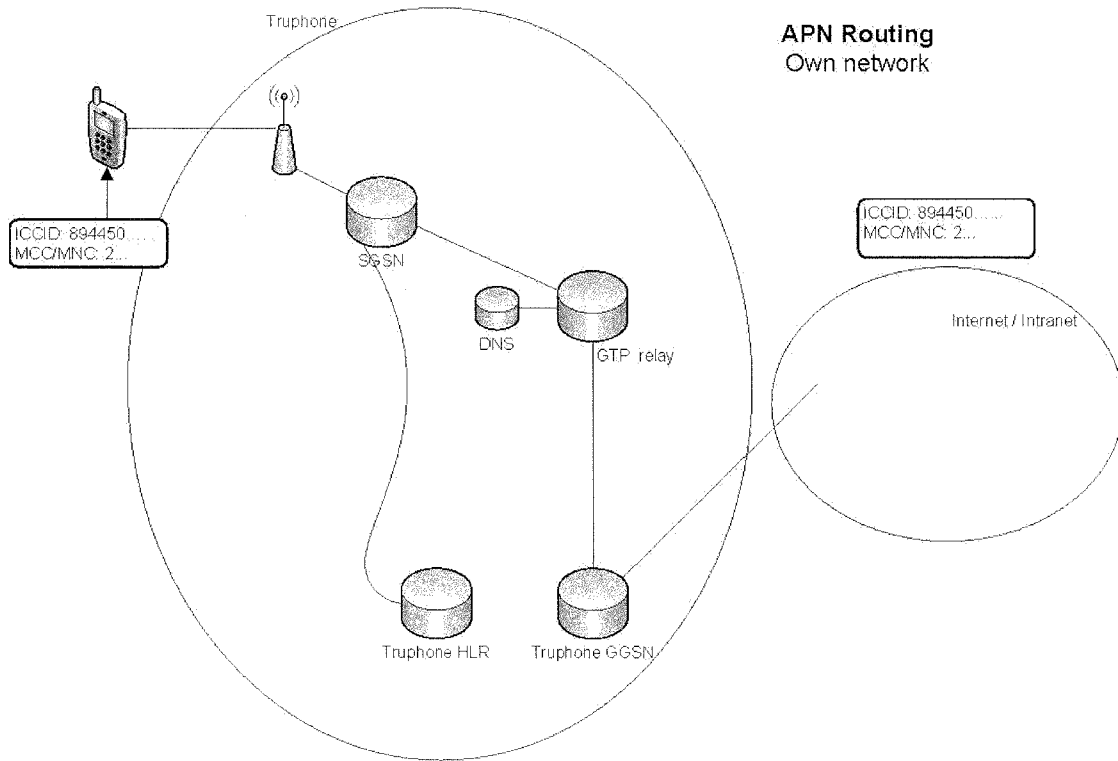 Truphone
APN Routing
Own network
ICCID: 894450......
MCC/MNC: 2...
SGSN
DNS
GTP relay
ICCID: 894450......
MCC/MNC: 2...
Internet / Intranet
Truphone HLR
Truphone GGSN